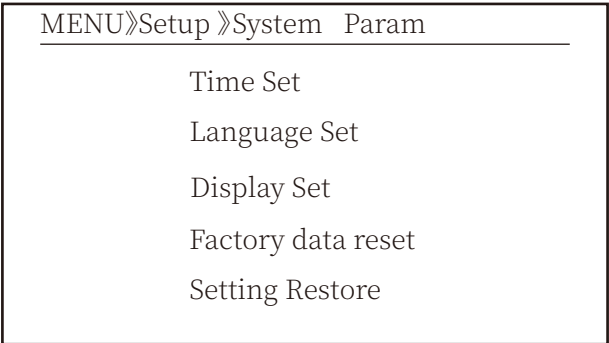 MENU》Setup 》System Param
Time Set
Language Set
Display Set
Factory data reset
Setting Restore